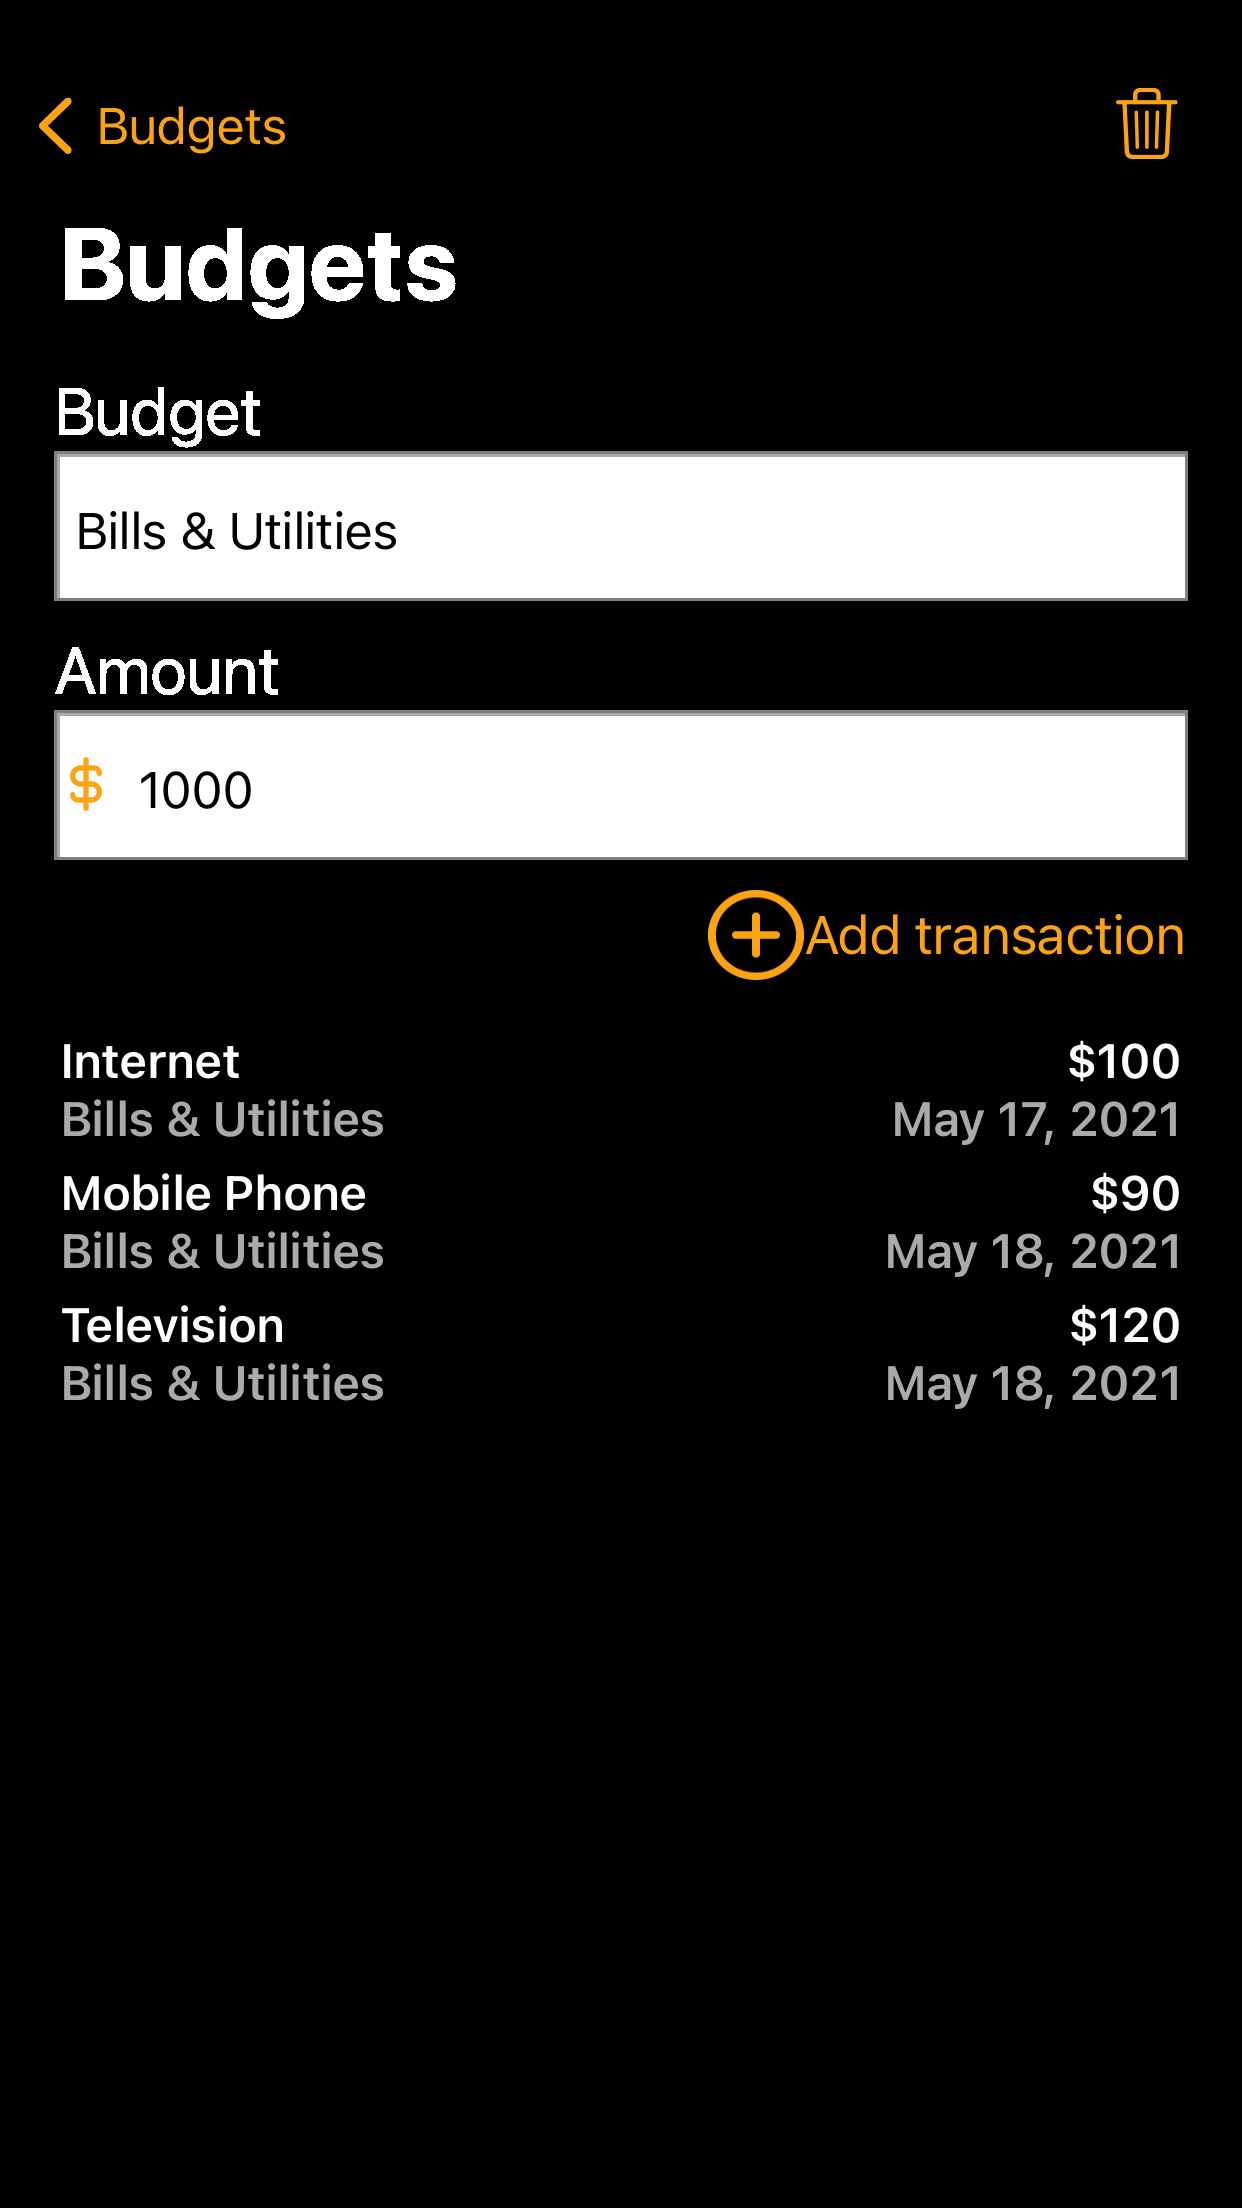 Budgets
Budgets
Budget
Bills & Utilities
Amount
$ 1000
Add transaction
Internet $100
Bills & Utilities May 17, 2021
Mobile Phone $90
Bills & Utilities May 18, 2021
Television $120
Bills & Utilities May 18, 2021